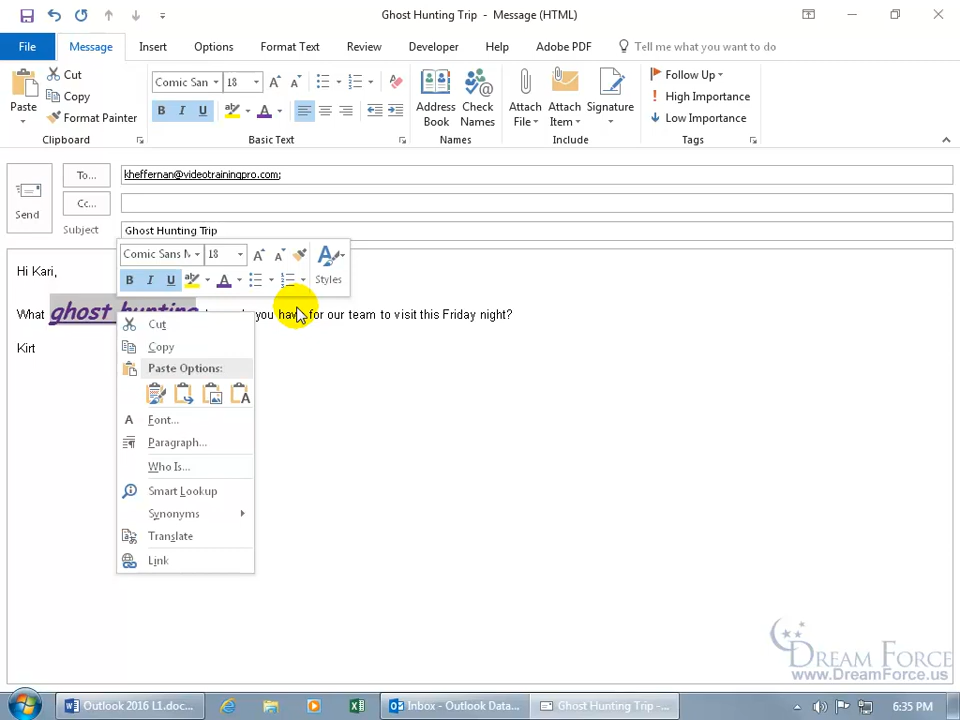 Ghost Hunting Trip - Message (HTML)
File Message Insert Options Format Text Review Developer Help Adobe PDF Tell me what you want to do
Paste
Cut
Copy
Format Painter
Clipboard
Comic San 18
B I U
Basic Text
Address Book
Check Names
Names
Attach File
Attach Item
Signature
Include
Follow Up
High Importance
Low Importance
Tags
Send
To... kheffernan@videotrainingpro.com;
Cc...
Subject Ghost Hunting Trip
Comic Sans 18
B I U
Styles
Hi Kari,
What ghost hunting you have for our team to visit this Friday night?
Kirt
Cut
Copy
Paste Options:
Font...
Paragraph...
Who Is...
Smart Lookup
Synonyms
Translate
Link
DREAM FORCE
www.DreamForce.us
Outlook 2016 L1.doc...
Inbox - Outlook Data...
Ghost Hunting Trip -...
6:35 PM